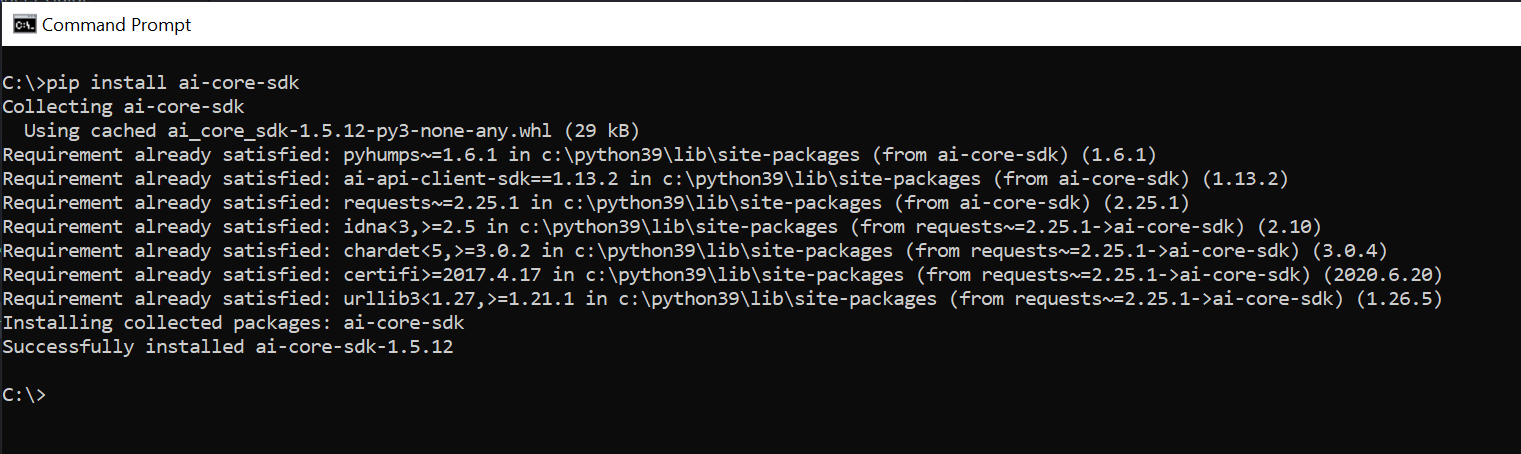 Command Prompt
C:\>pip install ai-core-sdk
Collecting ai-core-sdk
  Using cached ai_core_sdk-1.5.12-py3-none-any.whl (29 kB)
Requirement already satisfied: pyhumps~=1.6.1 in c:\python39\lib\site-packages (from ai-core-sdk) (1.6.1)
Requirement already satisfied: ai-api-client-sdk==1.13.2 in c:\python39\lib\site-packages (from ai-core-sdk) (1.13.2)
Requirement already satisfied: requests~=2.25.1 in c:\python39\lib\site-packages (from ai-core-sdk) (2.25.1)
Requirement already satisfied: idna<3,>=2.5 in c:\python39\lib\site-packages (from requests~=2.25.1->ai-core-sdk) (2.10)
Requirement already satisfied: chardet<5,>=3.0.2 in c:\python39\lib\site-packages (from requests~=2.25.1->ai-core-sdk) (3.0.4)
Requirement already satisfied: certifi>=2017.4.17 in c:\python39\lib\site-packages (from requests~=2.25.1->ai-core-sdk) (2020.6.20)
Requirement already satisfied: urllib3<1.27,>=1.21.1 in c:\python39\lib\site-packages (from requests~=2.25.1->ai-core-sdk) (1.26.5)
Installing collected packages: ai-core-sdk
Successfully installed ai-core-sdk-1.5.12
C:\>